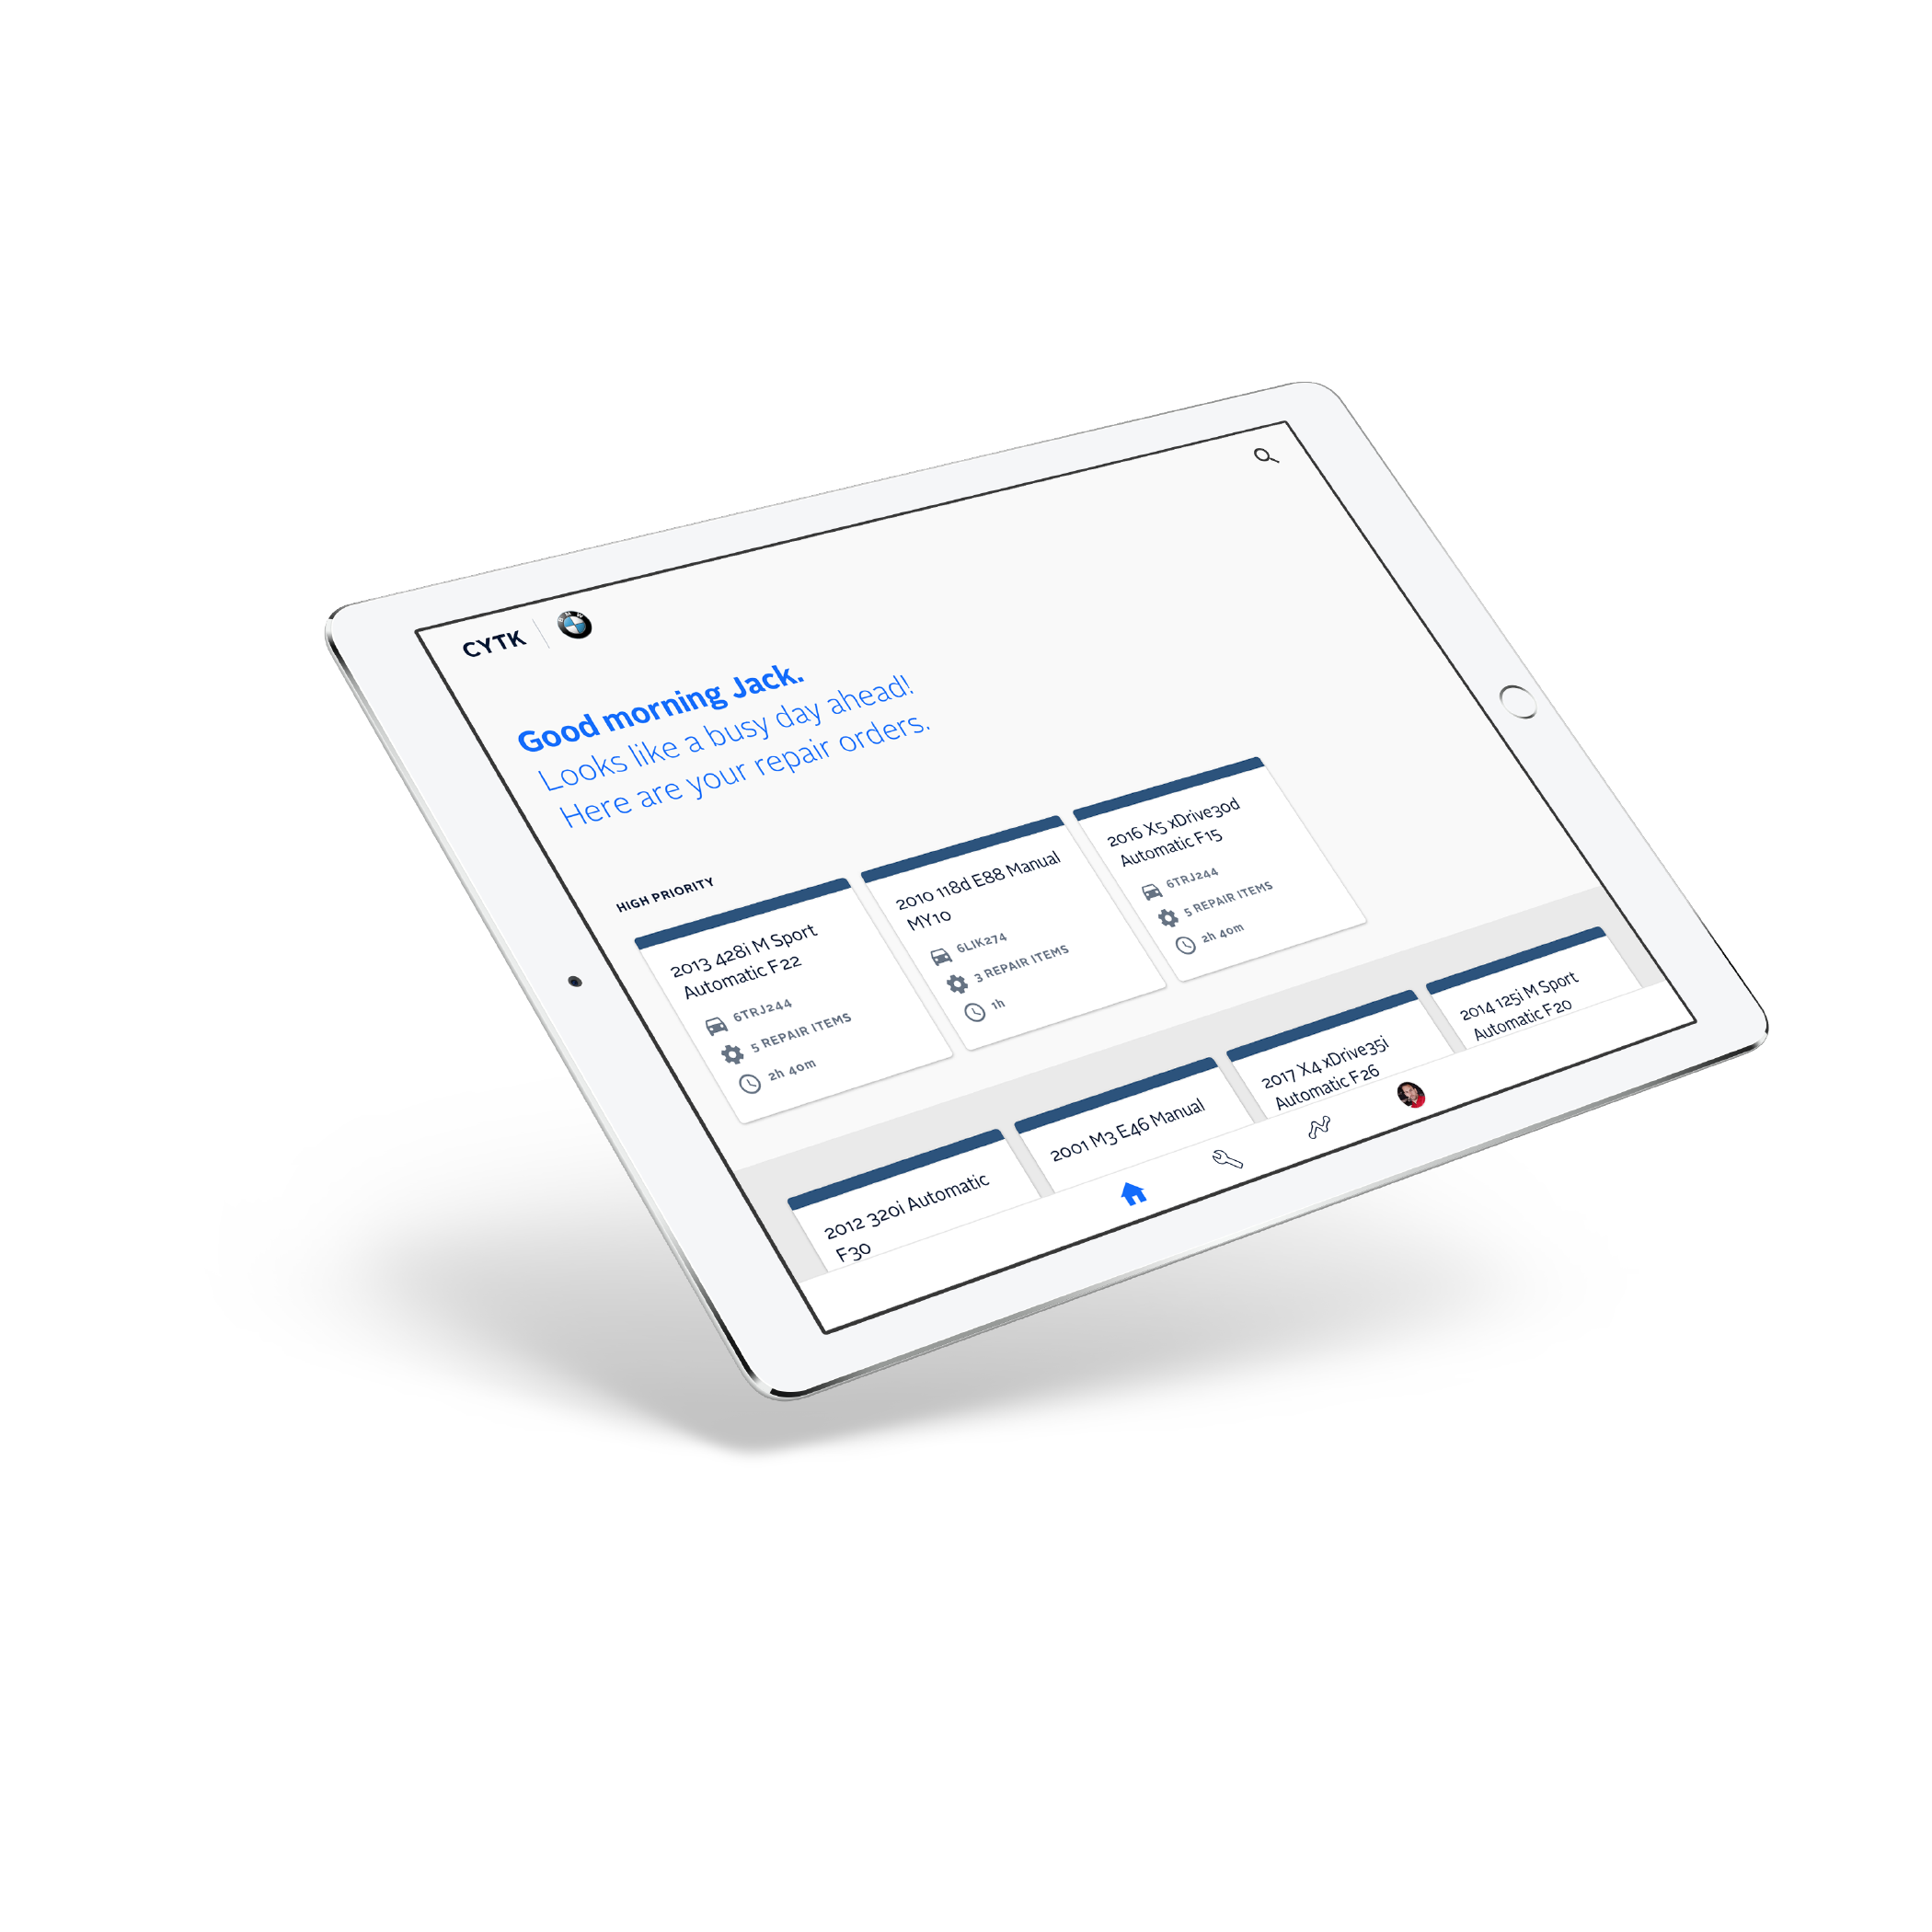 CYTK
Good morning Jack.
Looks like a busy day ahead!
Here are your repair orders.
HIGH PRIORITY
2013 428i M Sport
Automatic F22
6TRJ244
5 REPAIR ITEMS
2h 40m
2010 118d E88 Manual
MY10
6LIK274
3 REPAIR ITEMS
1h
2016 X5 xDrive30d
Automatic F15
6TRJ244
5 REPAIR ITEMS
2h 40m
2012 320i Automatic
F30
2001 M3 E46 Manual
2017 X4 xDrive35i
Automatic F26
2014 125i M Sport
Automatic F20